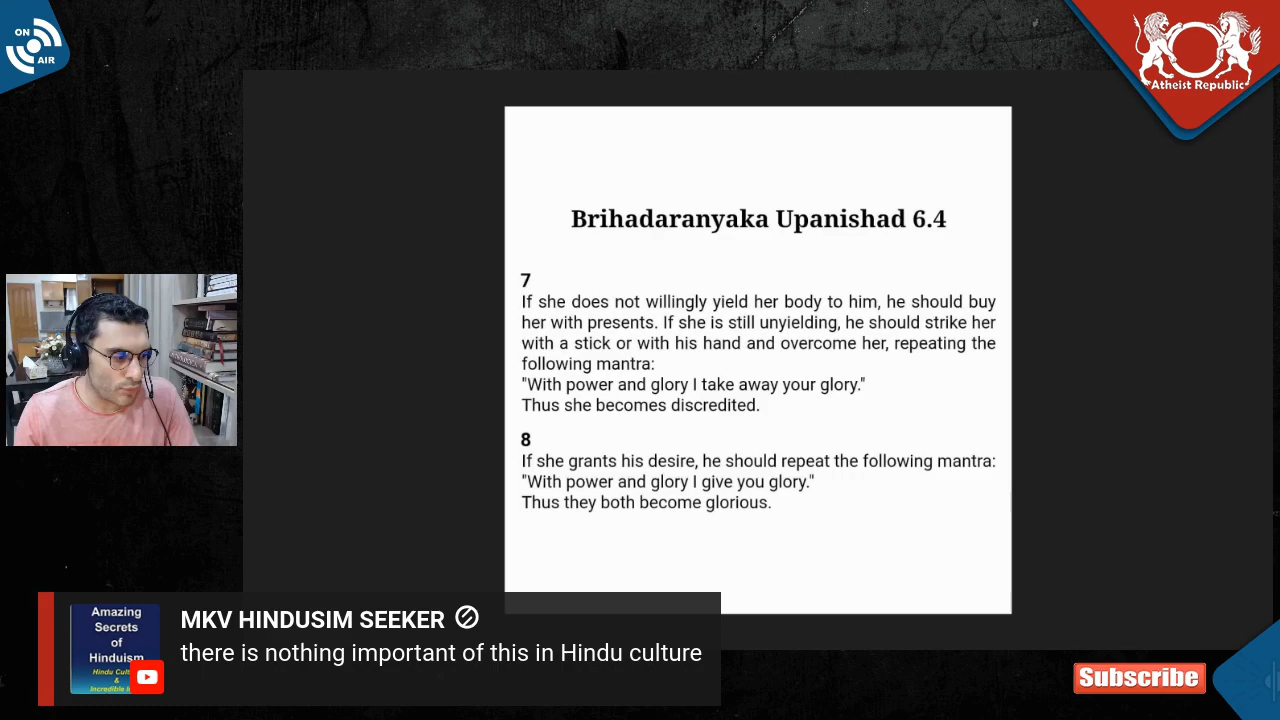 ON
AIR
Atheist Republic
Brihadaranyaka Upanishad 6.4
7
If she does not willingly yield her body to him, he should buy
her with presents. If she is still unyielding, he should strike her
with a stick or with his hand and overcome her, repeating the
following mantra:
"With power and glory I take away your glory."
Thus she becomes discredited.
8
If she grants his desire, he should repeat the following mantra:
"With power and glory I give you glory."
Thus they both become glorious.
Amazing
Secrets
of
Hinduism
Hindu Cult
&
Incredible
MKV HINDUSIM SEEKER
there is nothing important of this in Hindu culture
Subscribe